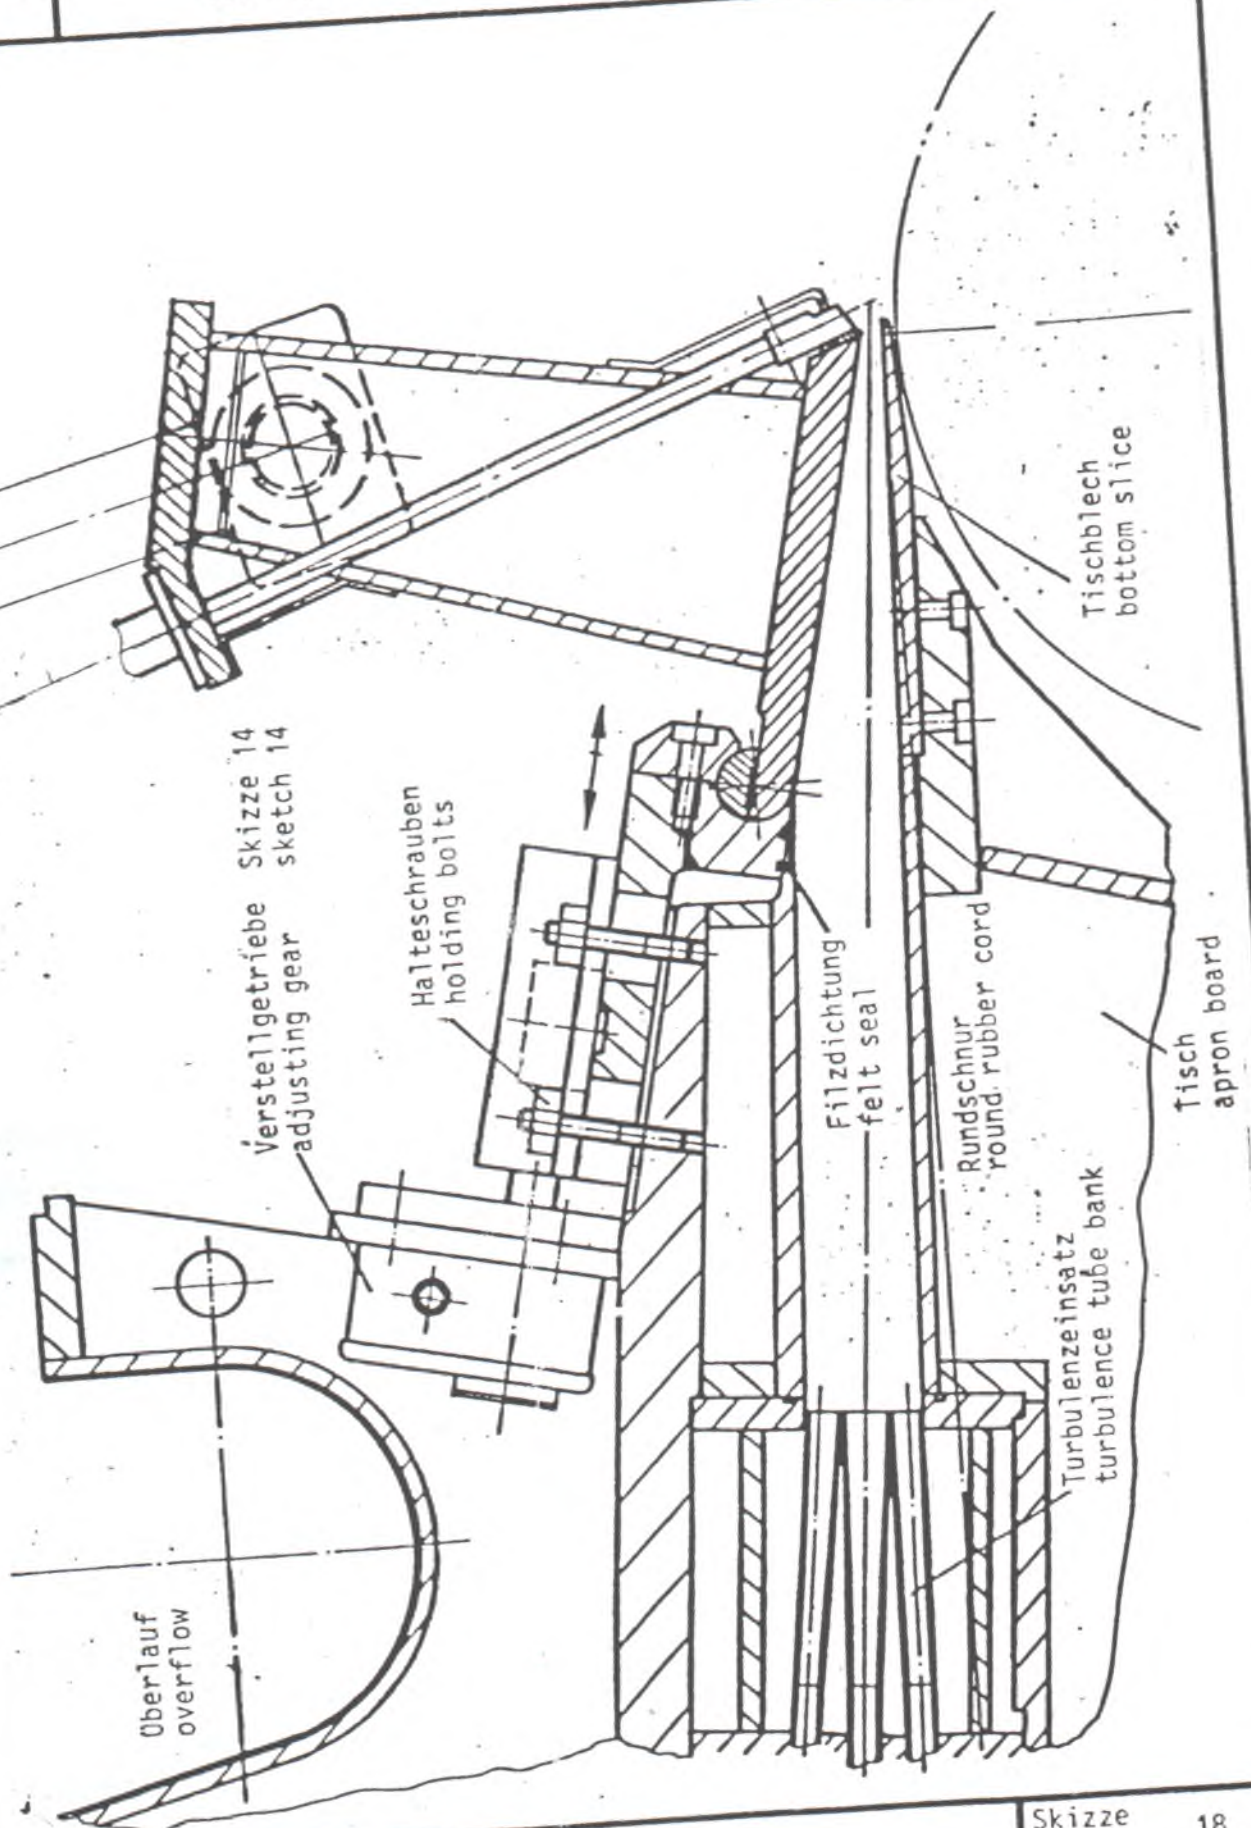 Überlauf
overflow
Verstellgetriebe Skizze 14
adjusting gear sketch 14
Halteschrauben
holding bolts
Filzdichtung
felt seal
Tischblech
bottom slice
Rundschnur
round rubber cord
Turbulenzeinsatz
turbulence tube bank
Tisch
apron board
Skizze 18